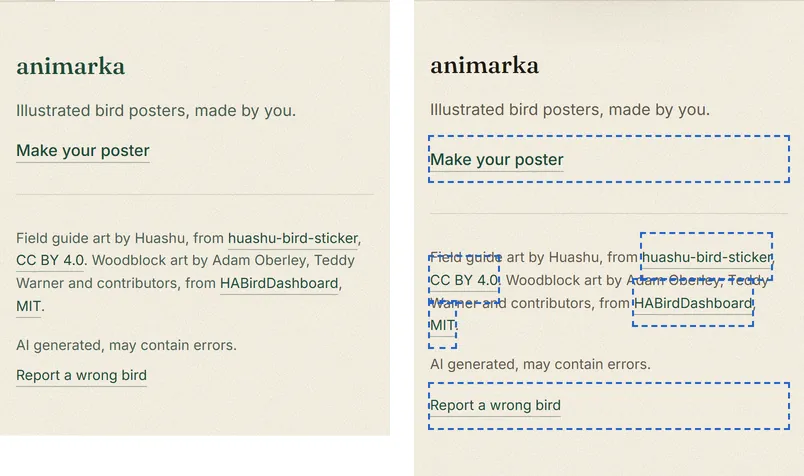 animarka
Illustrated bird posters, made by you.
Make your poster
Field guide art by Huashu, from huashu-bird-sticker,
CC BY 4.0. Woodblock art by Adam Oberley, Teddy
Warner and contributors, from HABirdDashboard,
MIT.
AI generated, may contain errors.
Report a wrong bird
animarka
Illustrated bird posters, made by you.
Make your poster
Field guide art by Huashu, from huashu-bird-sticker,
CC BY 4.0. Woodblock art by Adam Oberley, Teddy
Warner and contributors, from HABirdDashboard,
MIT.
AI generated, may contain errors.
Report a wrong bird